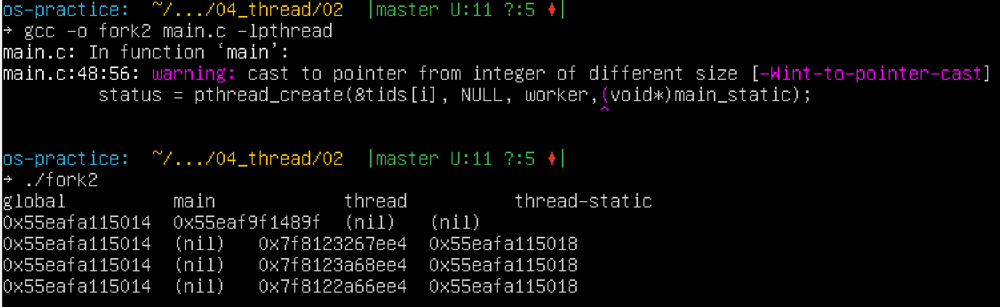 os-practice:  ~/.../04_thread/02  |master U:11 ?:5 ♦|
→ gcc -o fork2 main.c -lpthread
main.c: In function ‘main’:
main.c:48:56: warning: cast to pointer from integer of different size [-Wint-to-pointer-cast]
         status = pthread_create(&tids[i], NULL, worker,(void*)main_static);
                                                        ^
os-practice:  ~/.../04_thread/02  |master U:11 ?:5 ♦|
→ ./fork2
global          main            thread          thread-static
0x55eafa115014  0x55eaf9f1489f  (nil)   (nil)
0x55eafa115014  (nil)   0x7f8123267ee4  0x55eafa115018
0x55eafa115014  (nil)   0x7f8123a68ee4  0x55eafa115018
0x55eafa115014  (nil)   0x7f8122a66ee4  0x55eafa115018